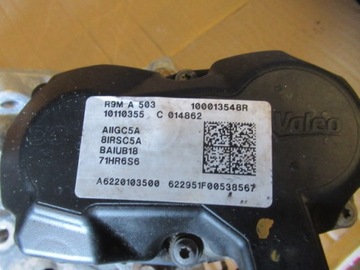 R9M A 503 100013548R
10110355 C 014862
AIIGC5A
8IRSC5A
BAIUB18
71HR6S6
Valeo
A6220103500 622951F00538567